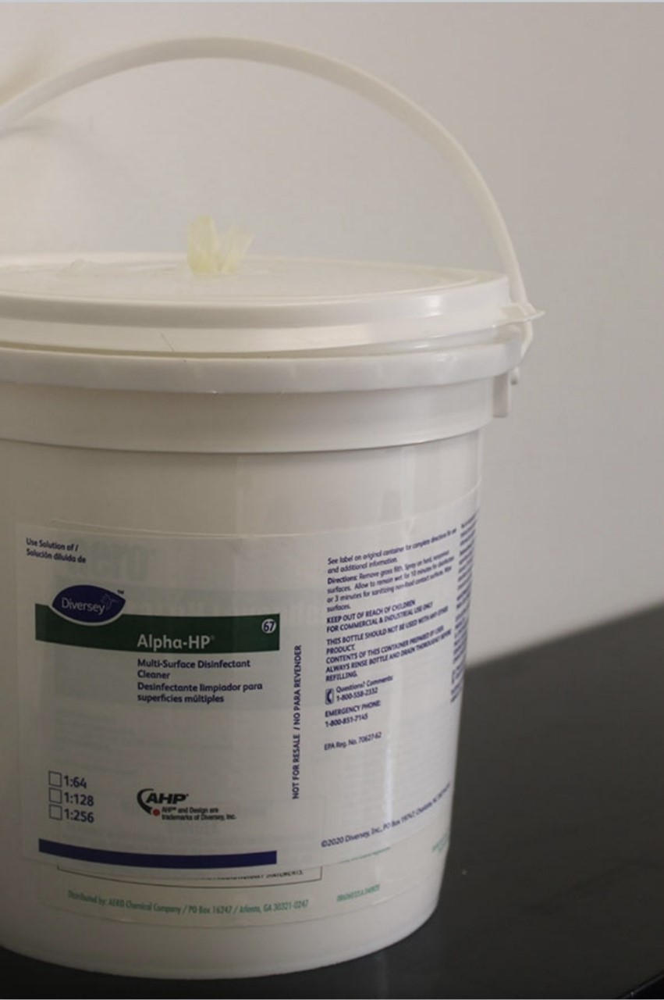 Use Solution of /
Solución diluida de
Diversey™
67
Alpha-HP®
Multi-Surface Disinfectant
Cleaner
Desinfectante limpiador para
superficies múltiples
1:64
1:128
1:256
AHP®
AHP™ and Design are
trademarks of Diversey, Inc.
NOT FOR RESALE / NO PARA REVENDER
See label on original container for complete directions for use
and additional information.
Directions: Remove gross filth. Spray on hard, nonporous
surfaces. Allow to remain wet for 10 minutes for disinfection
or 3 minutes for sanitizing non-food contact surfaces. Wipe
surfaces.
KEEP OUT OF REACH OF CHILDREN
FOR COMMERCIAL & INDUSTRIAL USE ONLY
THIS BOTTLE SHOULD NOT BE USED WITH ANY OTHER
PRODUCT.
CONTENTS OF THIS CONTAINER PREPARED BY USER.
ALWAYS RINSE BOTTLE AND DRAIN THOROUGHLY BEFORE
REFILLING.
Questions? Comments?
1-800-558-2332
EMERGENCY PHONE:
1-800-851-7145
EPA Reg. No. 70627-62
©2020 Diversey, Inc., PO Box 19747, Charlotte, NC
STATEMENTS.
Distributed by: AERO Chemical Company / PO Box 16247 / Atlanta, GA 30321-0247